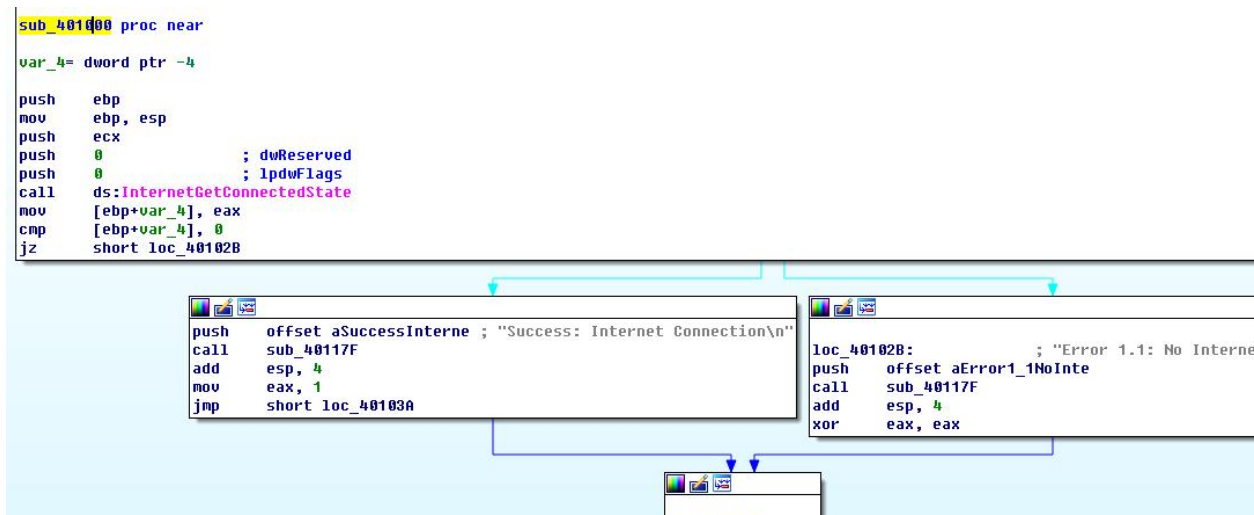 sub_401000 proc near
var_4= dword ptr -4
push ebp
mov ebp, esp
push ecx
push 0 ; dwReserved
push 0 ; lpdwFlags
call ds:InternetGetConnectedState
mov [ebp+var_4], eax
cmp [ebp+var_4], 0
jz short loc_40102B
push offset aSuccessInterne ; "Success: Internet Connection\n"
call sub_40117F
add esp, 4
mov eax, 1
jmp short loc_40103A
loc_40102B: ; "Error 1.1: No Interne
push offset aError1_1NoInte
call sub_40117F
add esp, 4
xor eax, eax